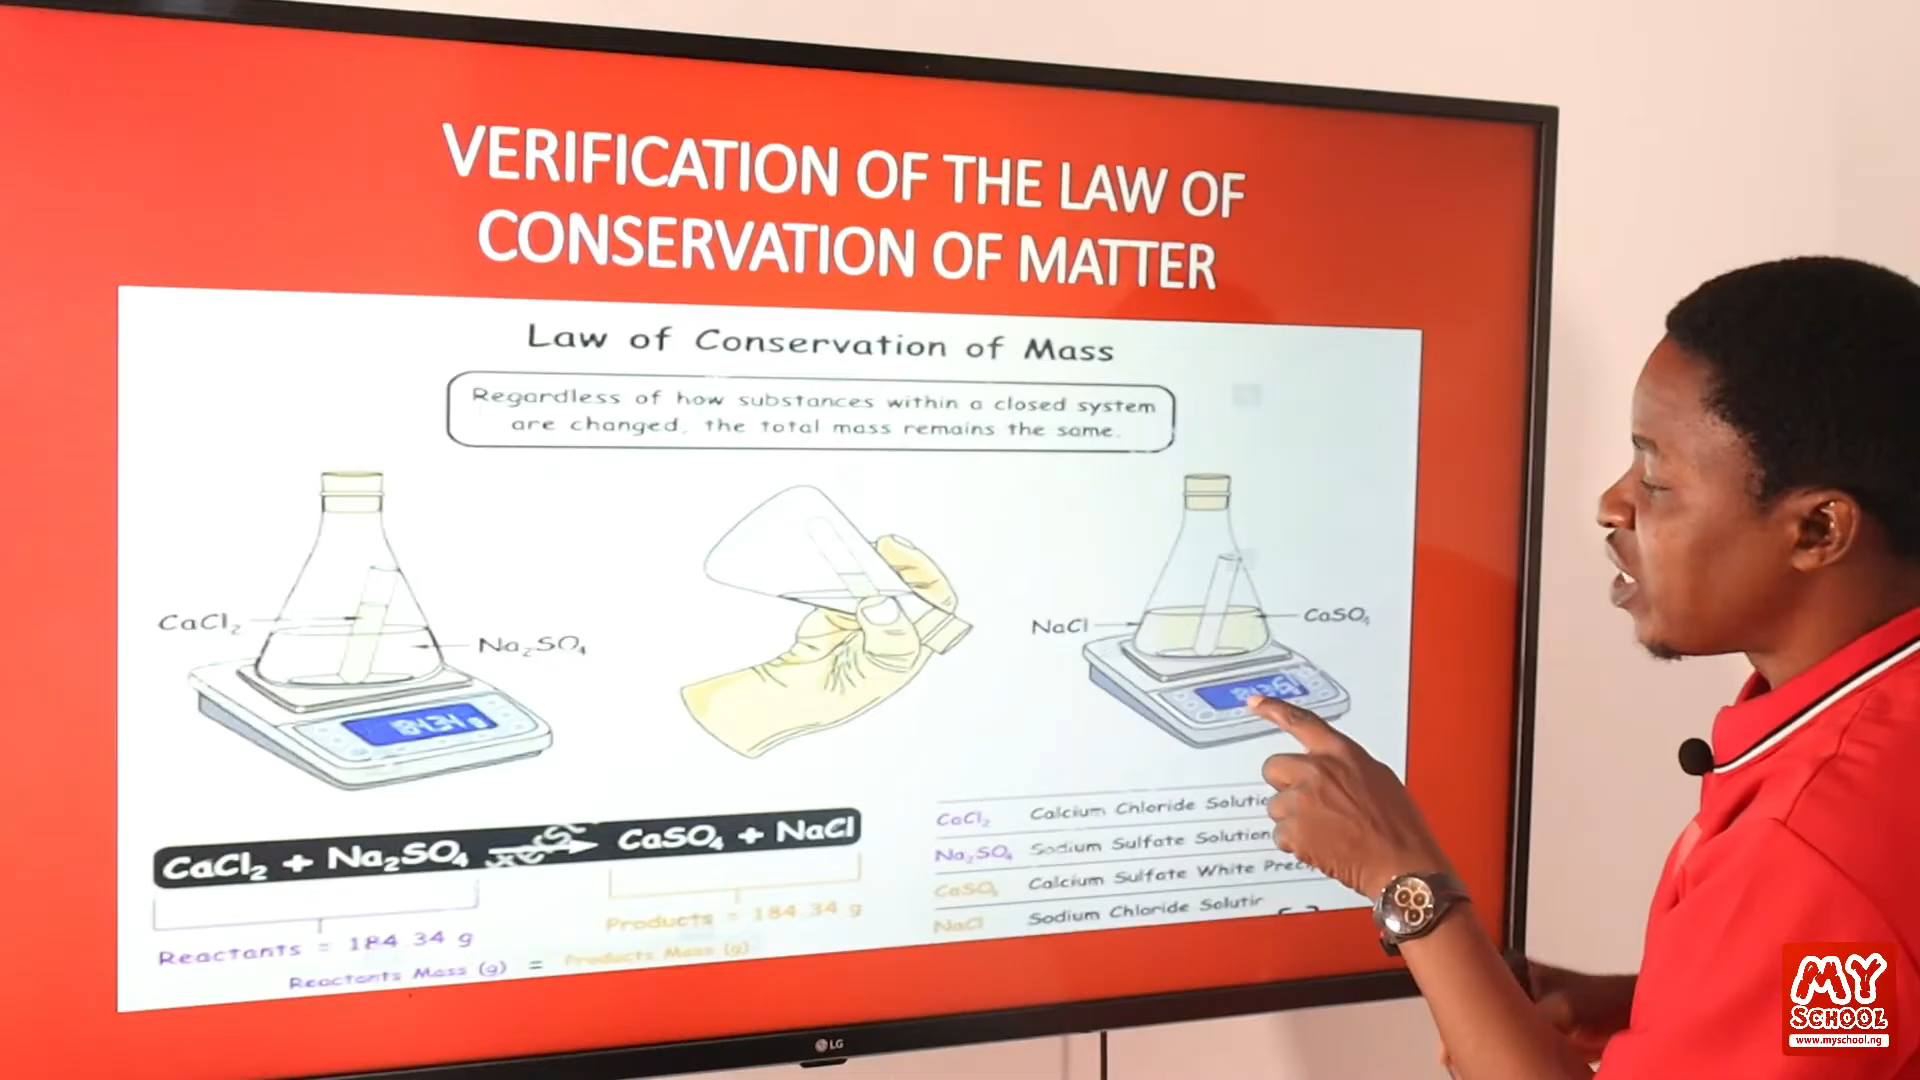 VERIFICATION OF THE LAW OF
CONSERVATION OF MATTER
Law of Conservation of Mass
Regardless of how substances within a closed system
are changed, the total mass remains the same.
CaCl₂
Na₂SO₄
184.34 g
NaCl
CaSO₄
CaCl₂ + Na₂SO₄ → CaSO₄ + NaCl
Reactants = 184.34 g
Products = 184.34 g
Reactants Mass (g) = Products Mass (g)
CaCl₂ Calcium Chloride
Na₂SO₄ Sodium Sulfate Solution
CaSO₄ Calcium Sulfate White
NaCl Sodium Chloride
LG
MY
SCHOOL
www.myschool.ng